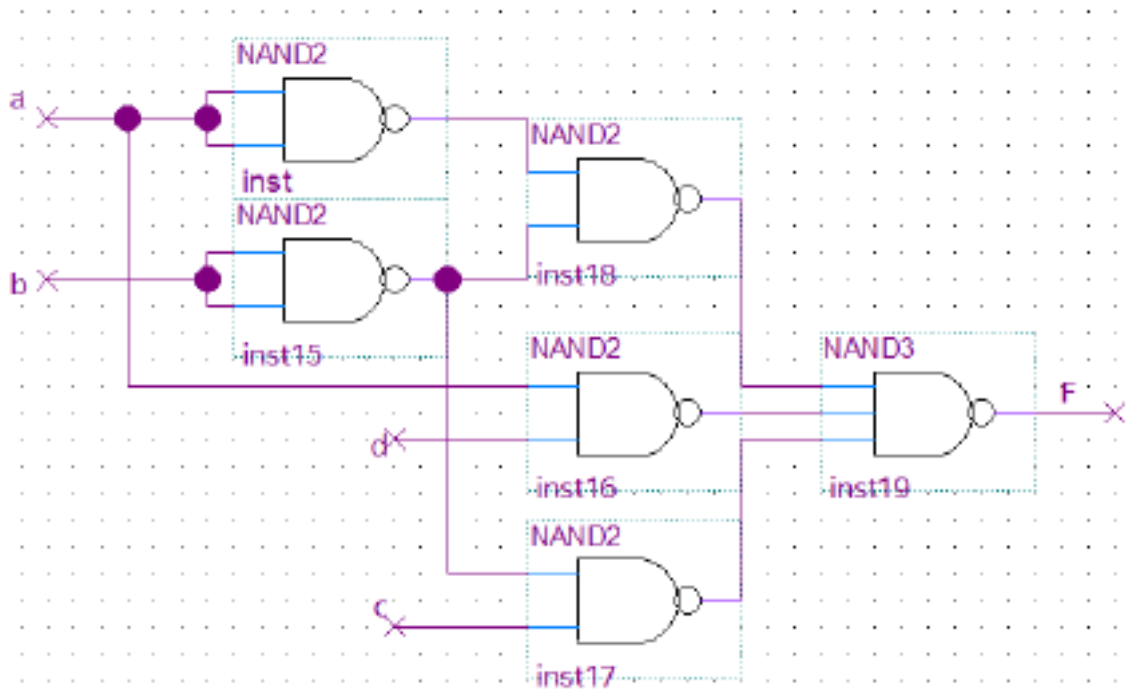 NAND2
a
inst
NAND2
NAND2
b
inst18
inst15
NAND2
NAND3
F
d
inst16
inst19
NAND2
c
inst17